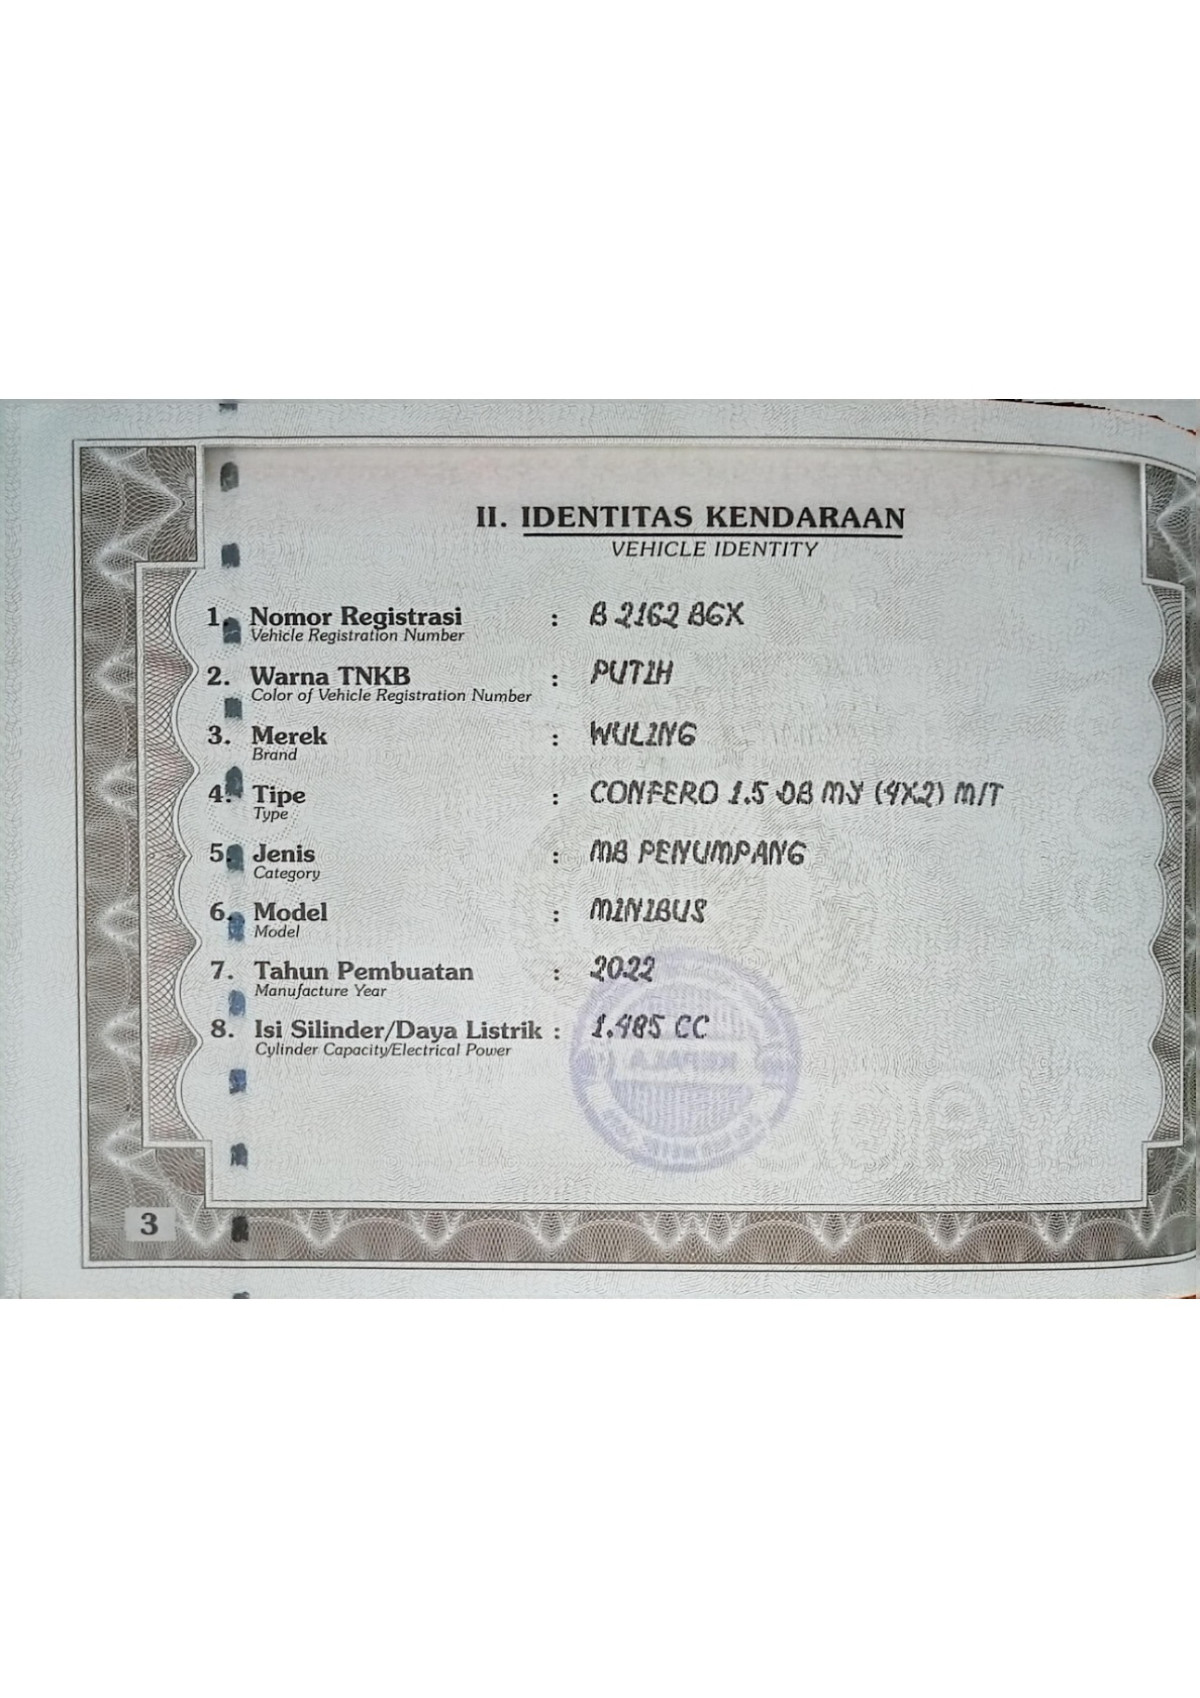 II. IDENTITAS KENDARAAN
VEHICLE IDENTITY
1. Nomor Registrasi : B 2162 BGX
Vehicle Registration Number
2. Warna TNKB : PUTIH
Color of Vehicle Registration Number
3. Merek : WULING
Brand
4. Tipe : CONFERO 1.5 DB MY (4X2) M/T
Type
5. Jenis : MB PENUMPANG
Category
6. Model : MINIBUS
Model
7. Tahun Pembuatan : 2022
Manufacture Year
8. Isi Silinder/Daya Listrik : 1.485 CC
Cylinder Capacity/Electrical Power
KEPALA
3